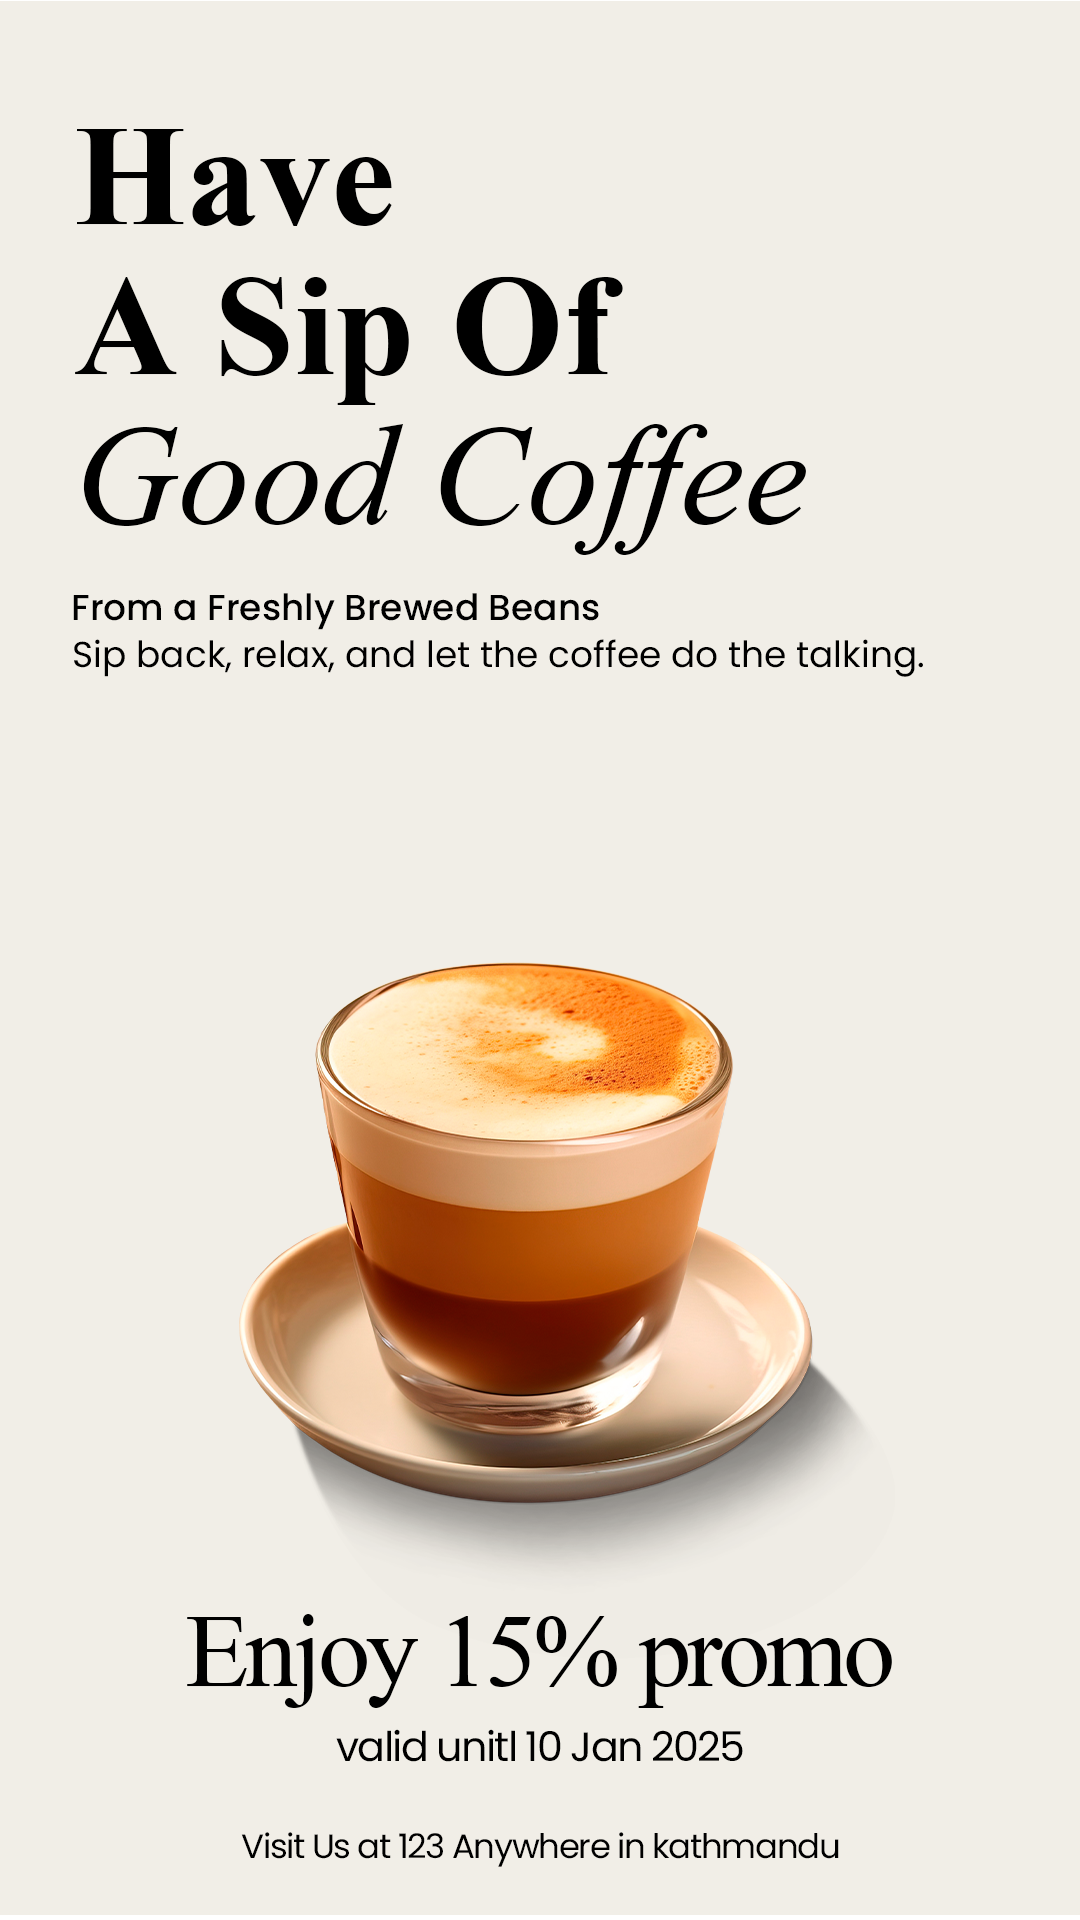 Have
A Sip Of
Good Coffee
From a Freshly Brewed Beans
Sip back, relax, and let the coffee do the talking.
Enjoy 15% promo
valid unitl 10 Jan 2025
Visit Us at 123 Anywhere in kathmandu